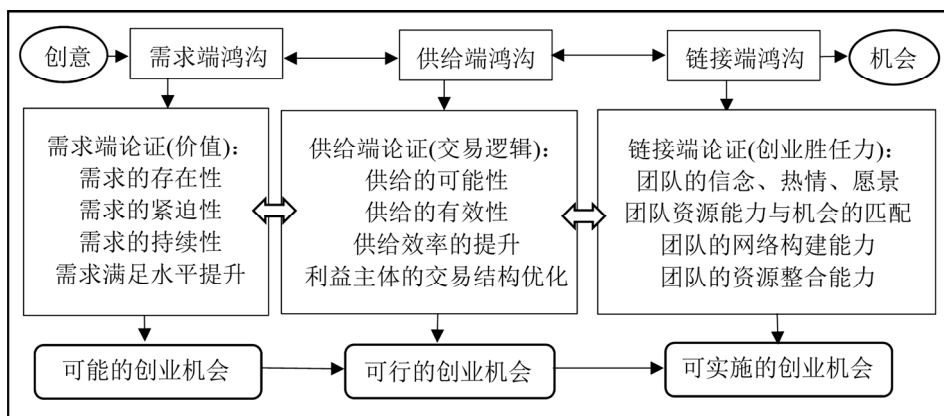 创意
需求端鸿沟
供给端鸿沟
链接端鸿沟
机会
需求端论证(价值)：
需求的存在性
需求的紧迫性
需求的持续性
需求满足水平提升
供给端论证(交易逻辑)：
供给的可能性
供给的有效性
供给效率的提升
利益主体的交易结构优化
链接端论证(创业胜任力)：
团队的信念、热情、愿景
团队资源能力与机会的匹配
团队的网络构建能力
团队的资源整合能力
可能的创业机会
可行的创业机会
可实施的创业机会